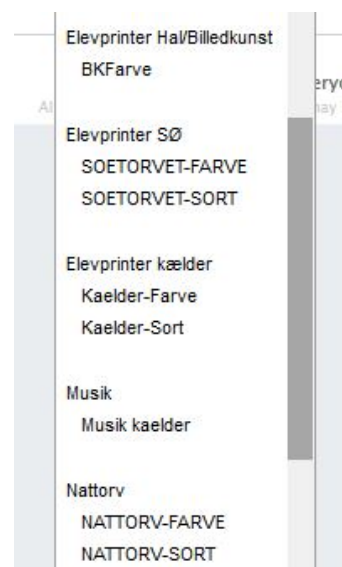 Elevprinter Hal/Billedkunst
BKFarve
Elevprinter SØ
SOETORVET-FARVE
SOETORVET-SORT
Elevprinter kælder
Kaelder-Farve
Kaelder-Sort
Musik
Musik kaelder
Nattorv
NATTORV-FARVE
NATTORV-SORT